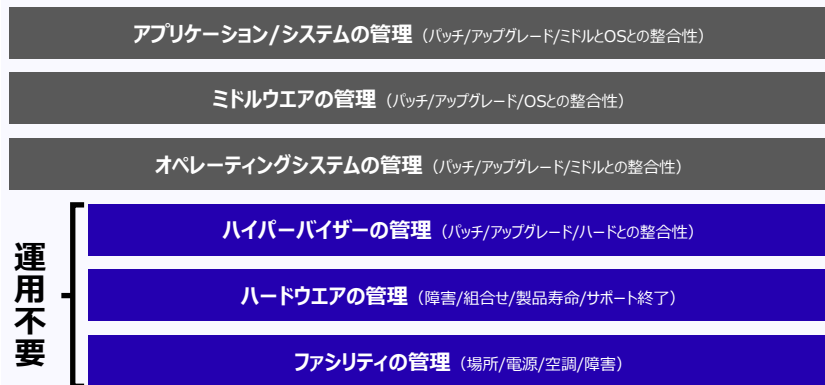 アプリケーション/システムの管理（パッチ/アップグレード/ミドルとOSとの整合性）
ミドルウエアの管理（パッチ/アップグレード/OSとの整合性）
オペレーティングシステムの管理（パッチ/アップグレード/ミドルとの整合性）
運用不要
ハイパーバイザーの管理（パッチ/アップグレード/ハードとの整合性）
ハードウエアの管理（障害/組合せ/製品寿命/サポート終了）
ファシリティの管理（場所/電源/空調/障害）